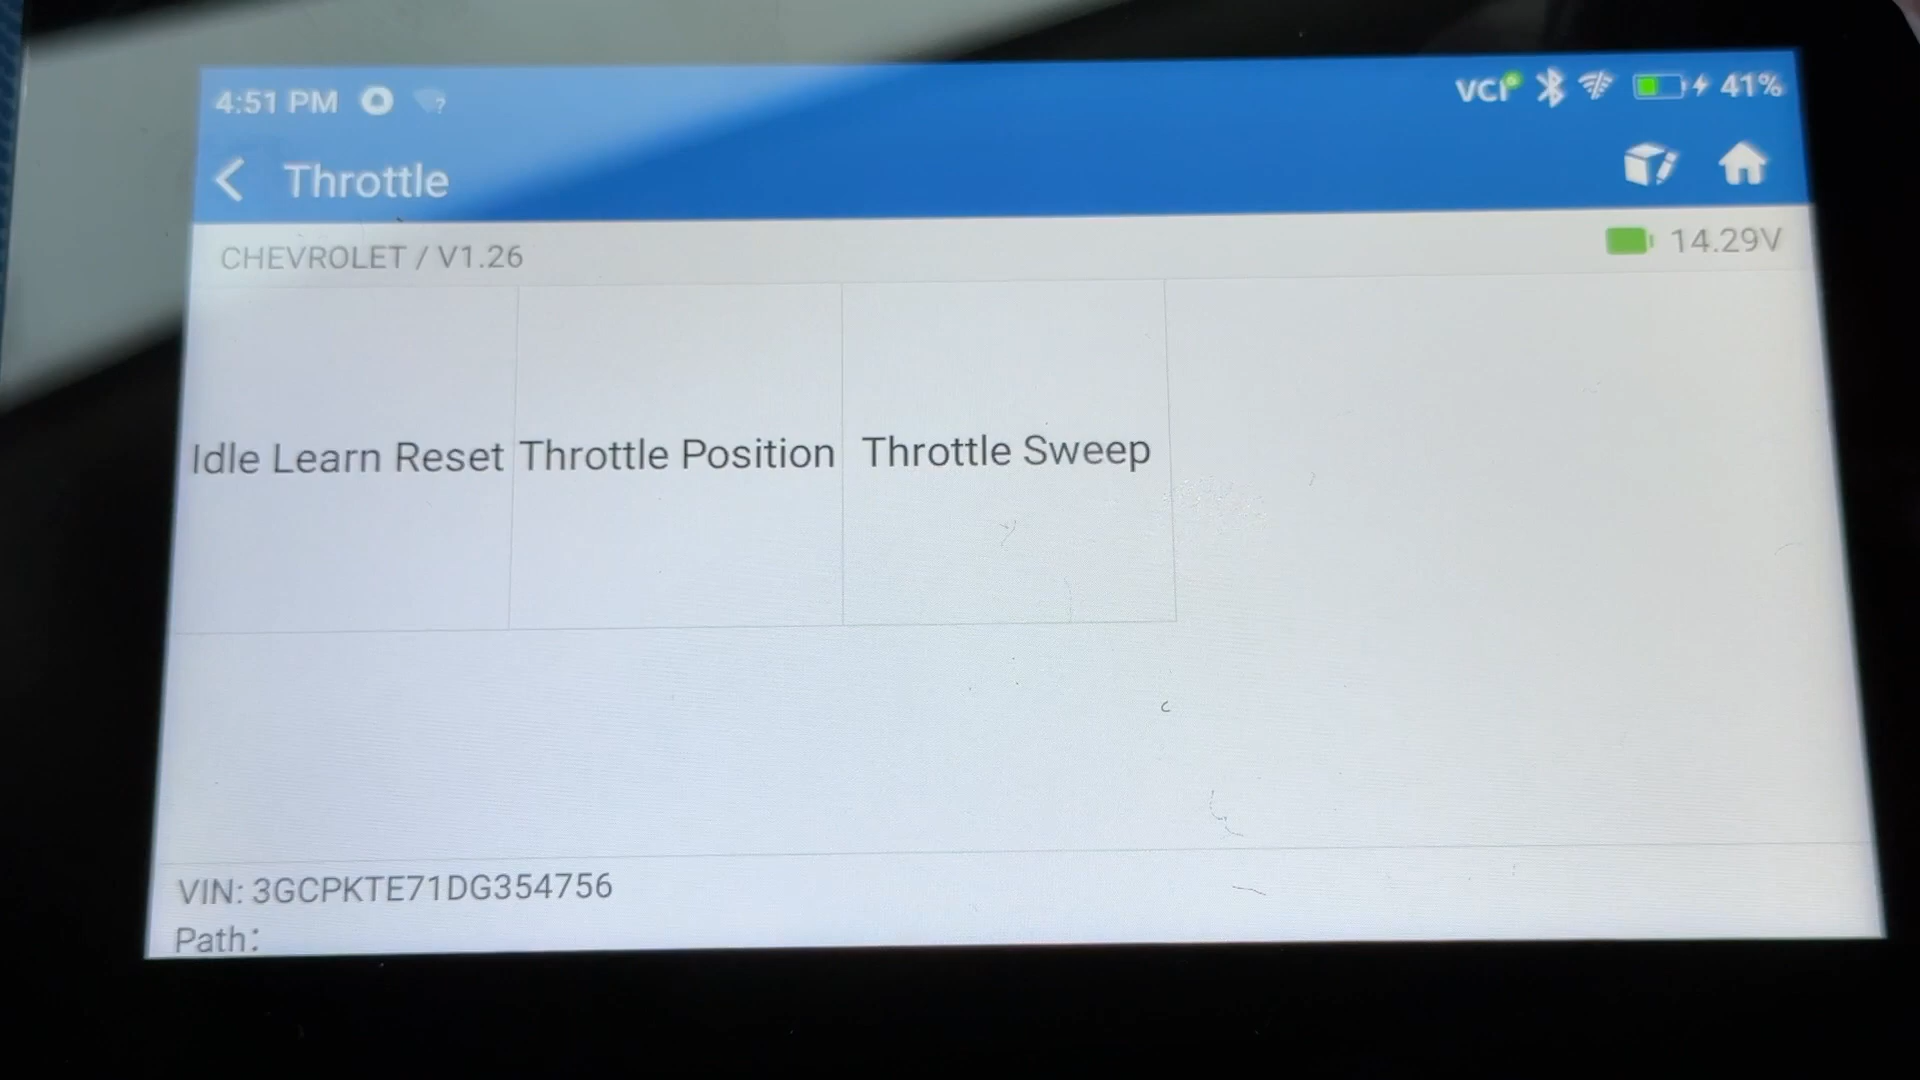 4:51 PM
VCI
41%
Throttle
CHEVROLET / V1.26
14.29V
Idle Learn Reset
Throttle Position
Throttle Sweep
VIN: 3GCPKTE71DG354756
Path: